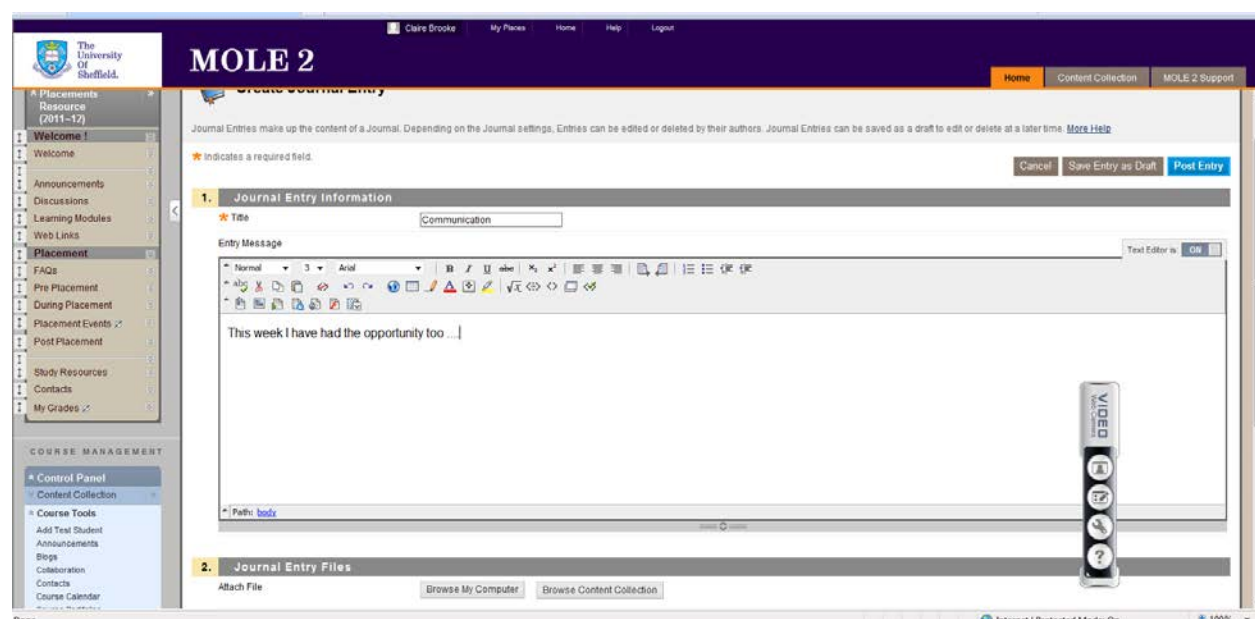 Claire Brooke My Places Home Help Logout
The
University
Of
Sheffield.
MOLE 2
Home Content Collection MOLE 2 Support
Placements
Resource
(2011-12)
Welcome !
Welcome
Announcements
Discussions
Learning Modules
Web Links
Placement
FAQs
Pre Placement
During Placement
Placement Events
Post Placement
Study Resources
Contacts
My Grades
COURSE MANAGEMENT
Control Panel
Content Collection
Course Tools
Add Test Student
Announcements
Blogs
Collaboration
Contacts
Course Calendar
Create Journal Entry
Journal Entries make up the content of a Journal. Depending on the Journal settings, Entries can be edited or deleted by their authors. Journal Entries can be saved as a draft to edit or delete at a later time. More Help
Indicates a required field.
Cancel Save Entry as Draft Post Entry
1. Journal Entry Information
Title Communication
Entry Message
Text Editor is: ON
Normal 3 Arial
This week I have had the opportunity too ....
Path: body
VIDEO
2. Journal Entry Files
Attach File Browse My Computer Browse Content Collection
100%